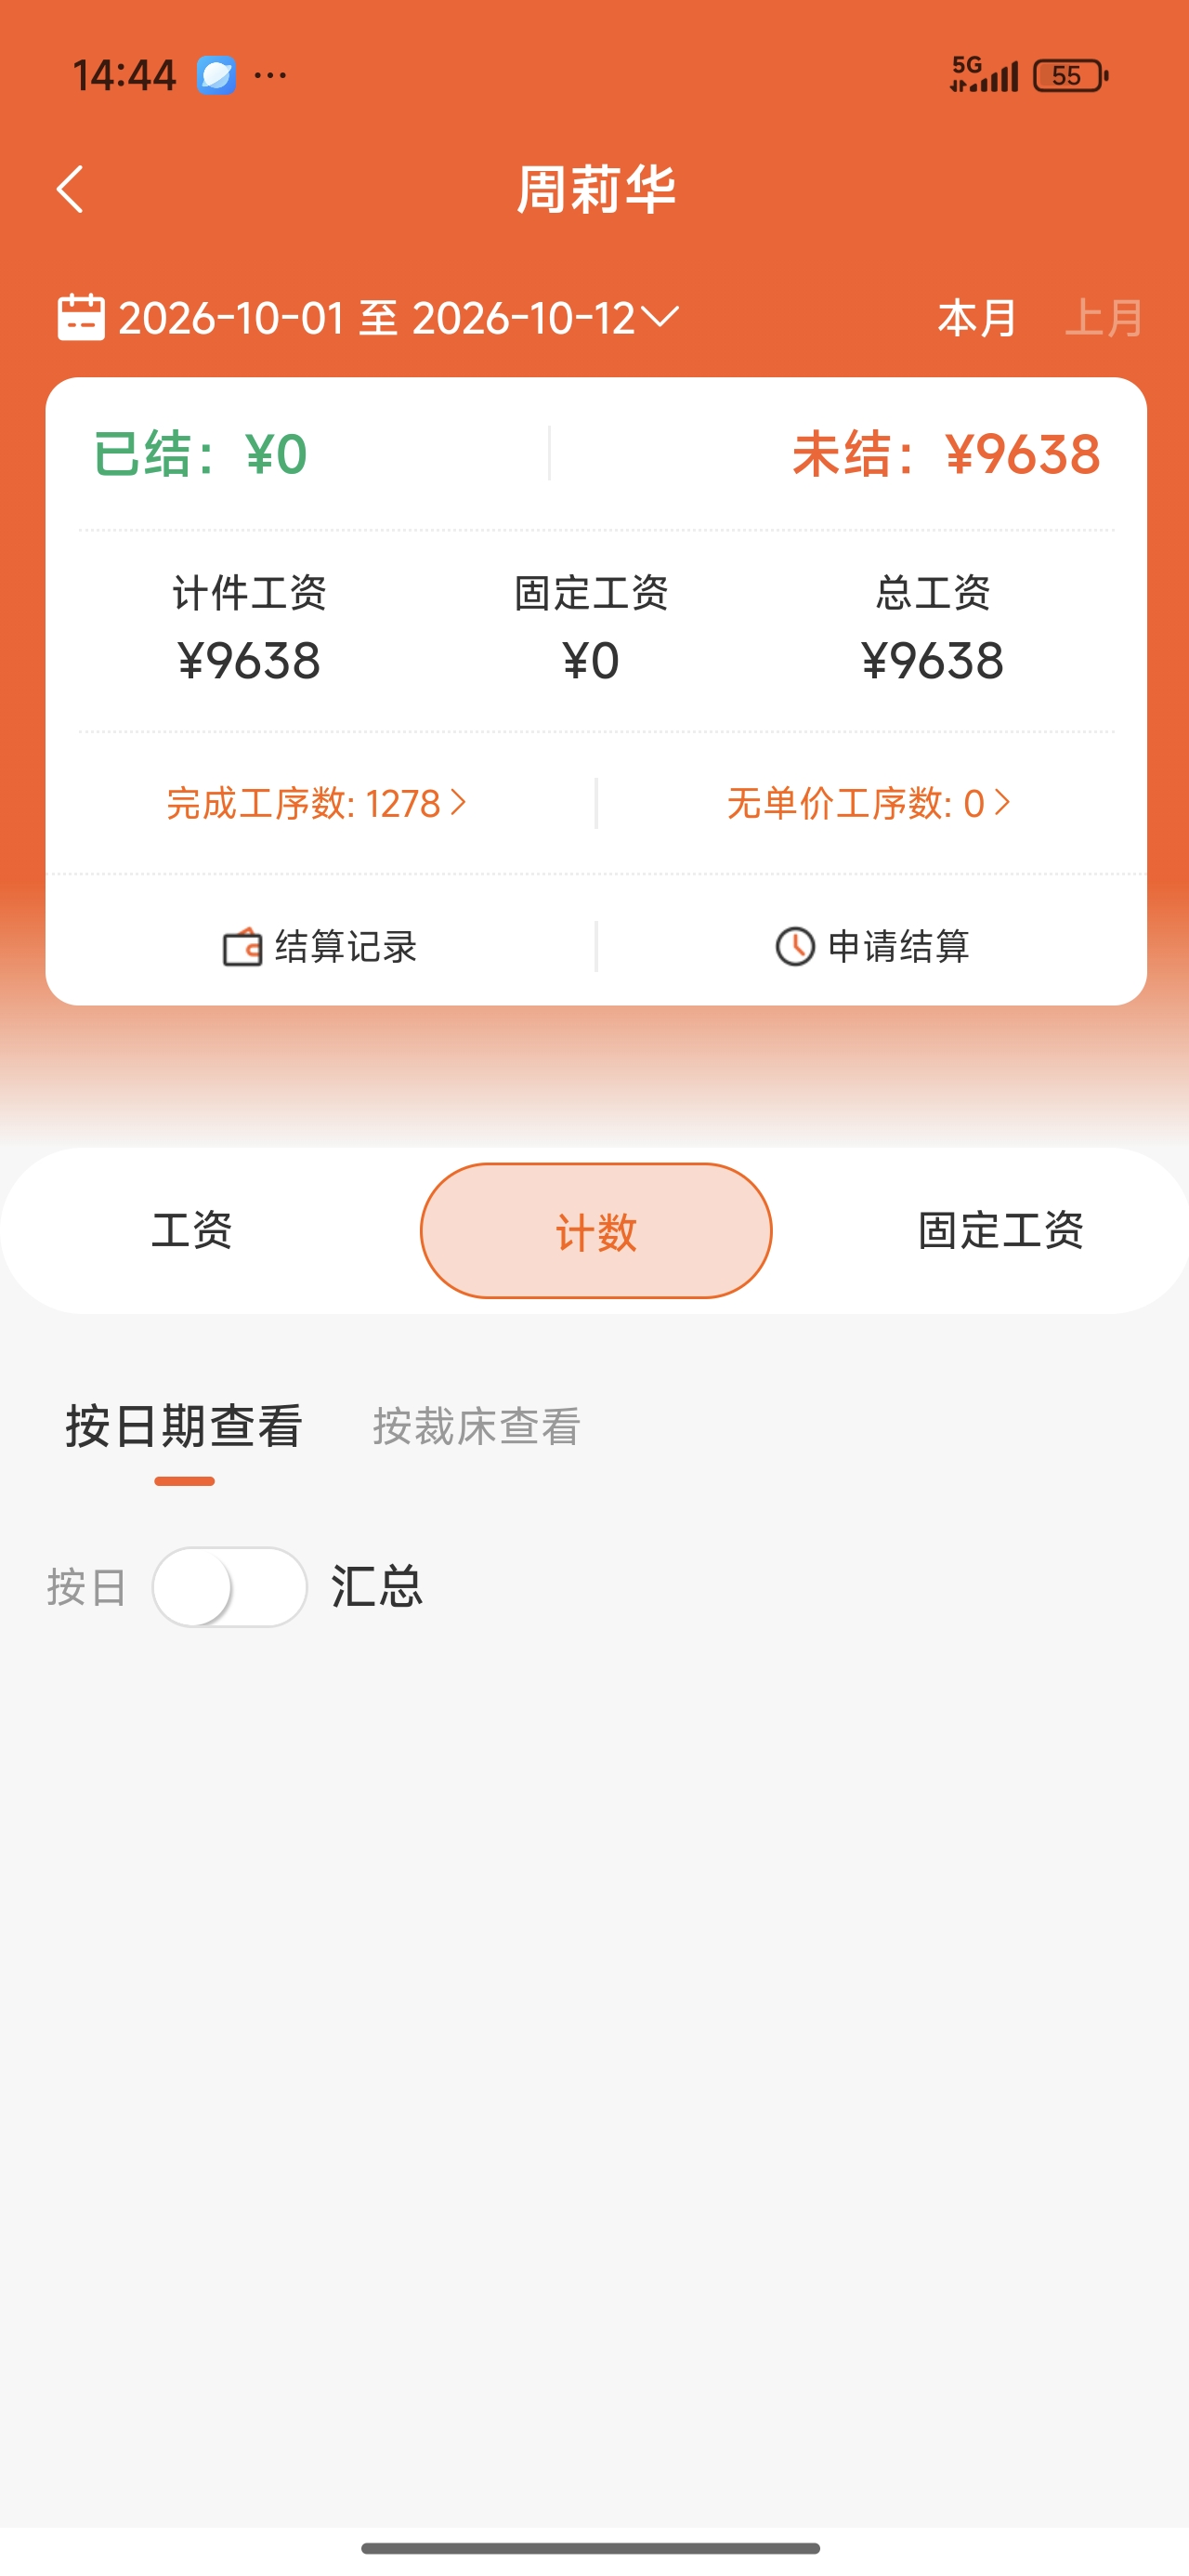 14:44 ... 5G 55
周莉华
2026-10-01 至 2026-10-12 本月 上月
已结：¥0 未结：¥9638
计件工资 固定工资 总工资
¥9638 ¥0 ¥9638
完成工序数: 1278 无单价工序数: 0
结算记录 申请结算
工资 计数 固定工资
按日期查看 按裁床查看
按日 汇总